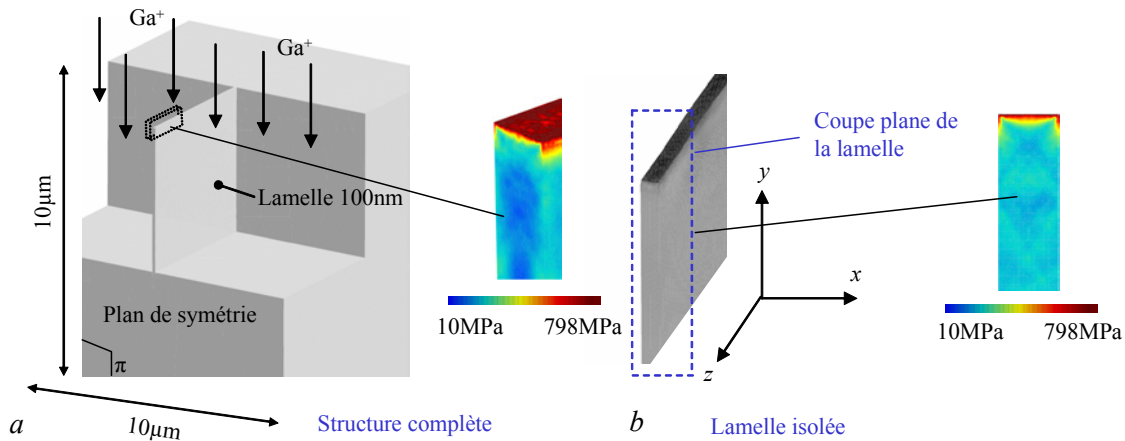 Ga+
Ga+
10µm
Lamelle 100nm
Plan de symétrie
π
10µm
a
Structure complète
10MPa
798MPa
Coupe plane de
la lamelle
y
x
z
b
Lamelle isolée
10MPa
798MPa